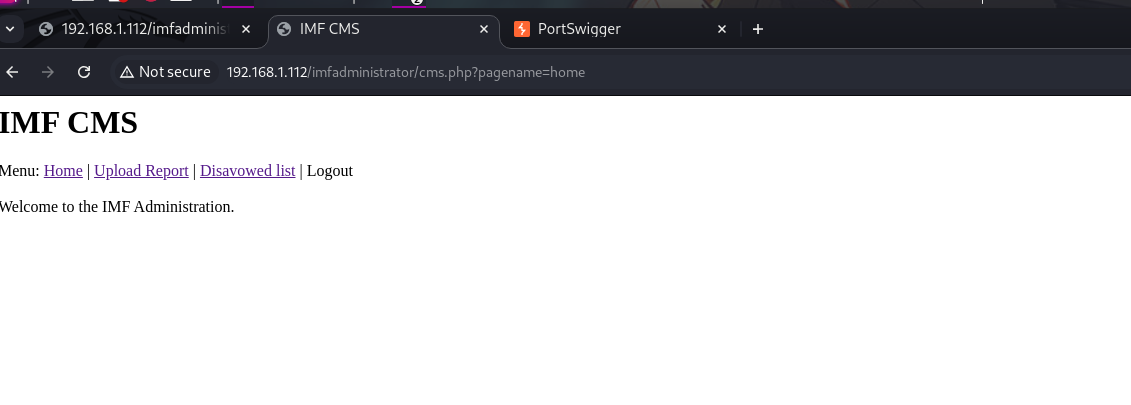 192.168.1.112/imfadminis
IMF CMS
PortSwigger
Not secure
192.168.1.112/imfadministrator/cms.php?pagename=home
IMF CMS
Menu: Home | Upload Report | Disavowed list | Logout
Welcome to the IMF Administration.